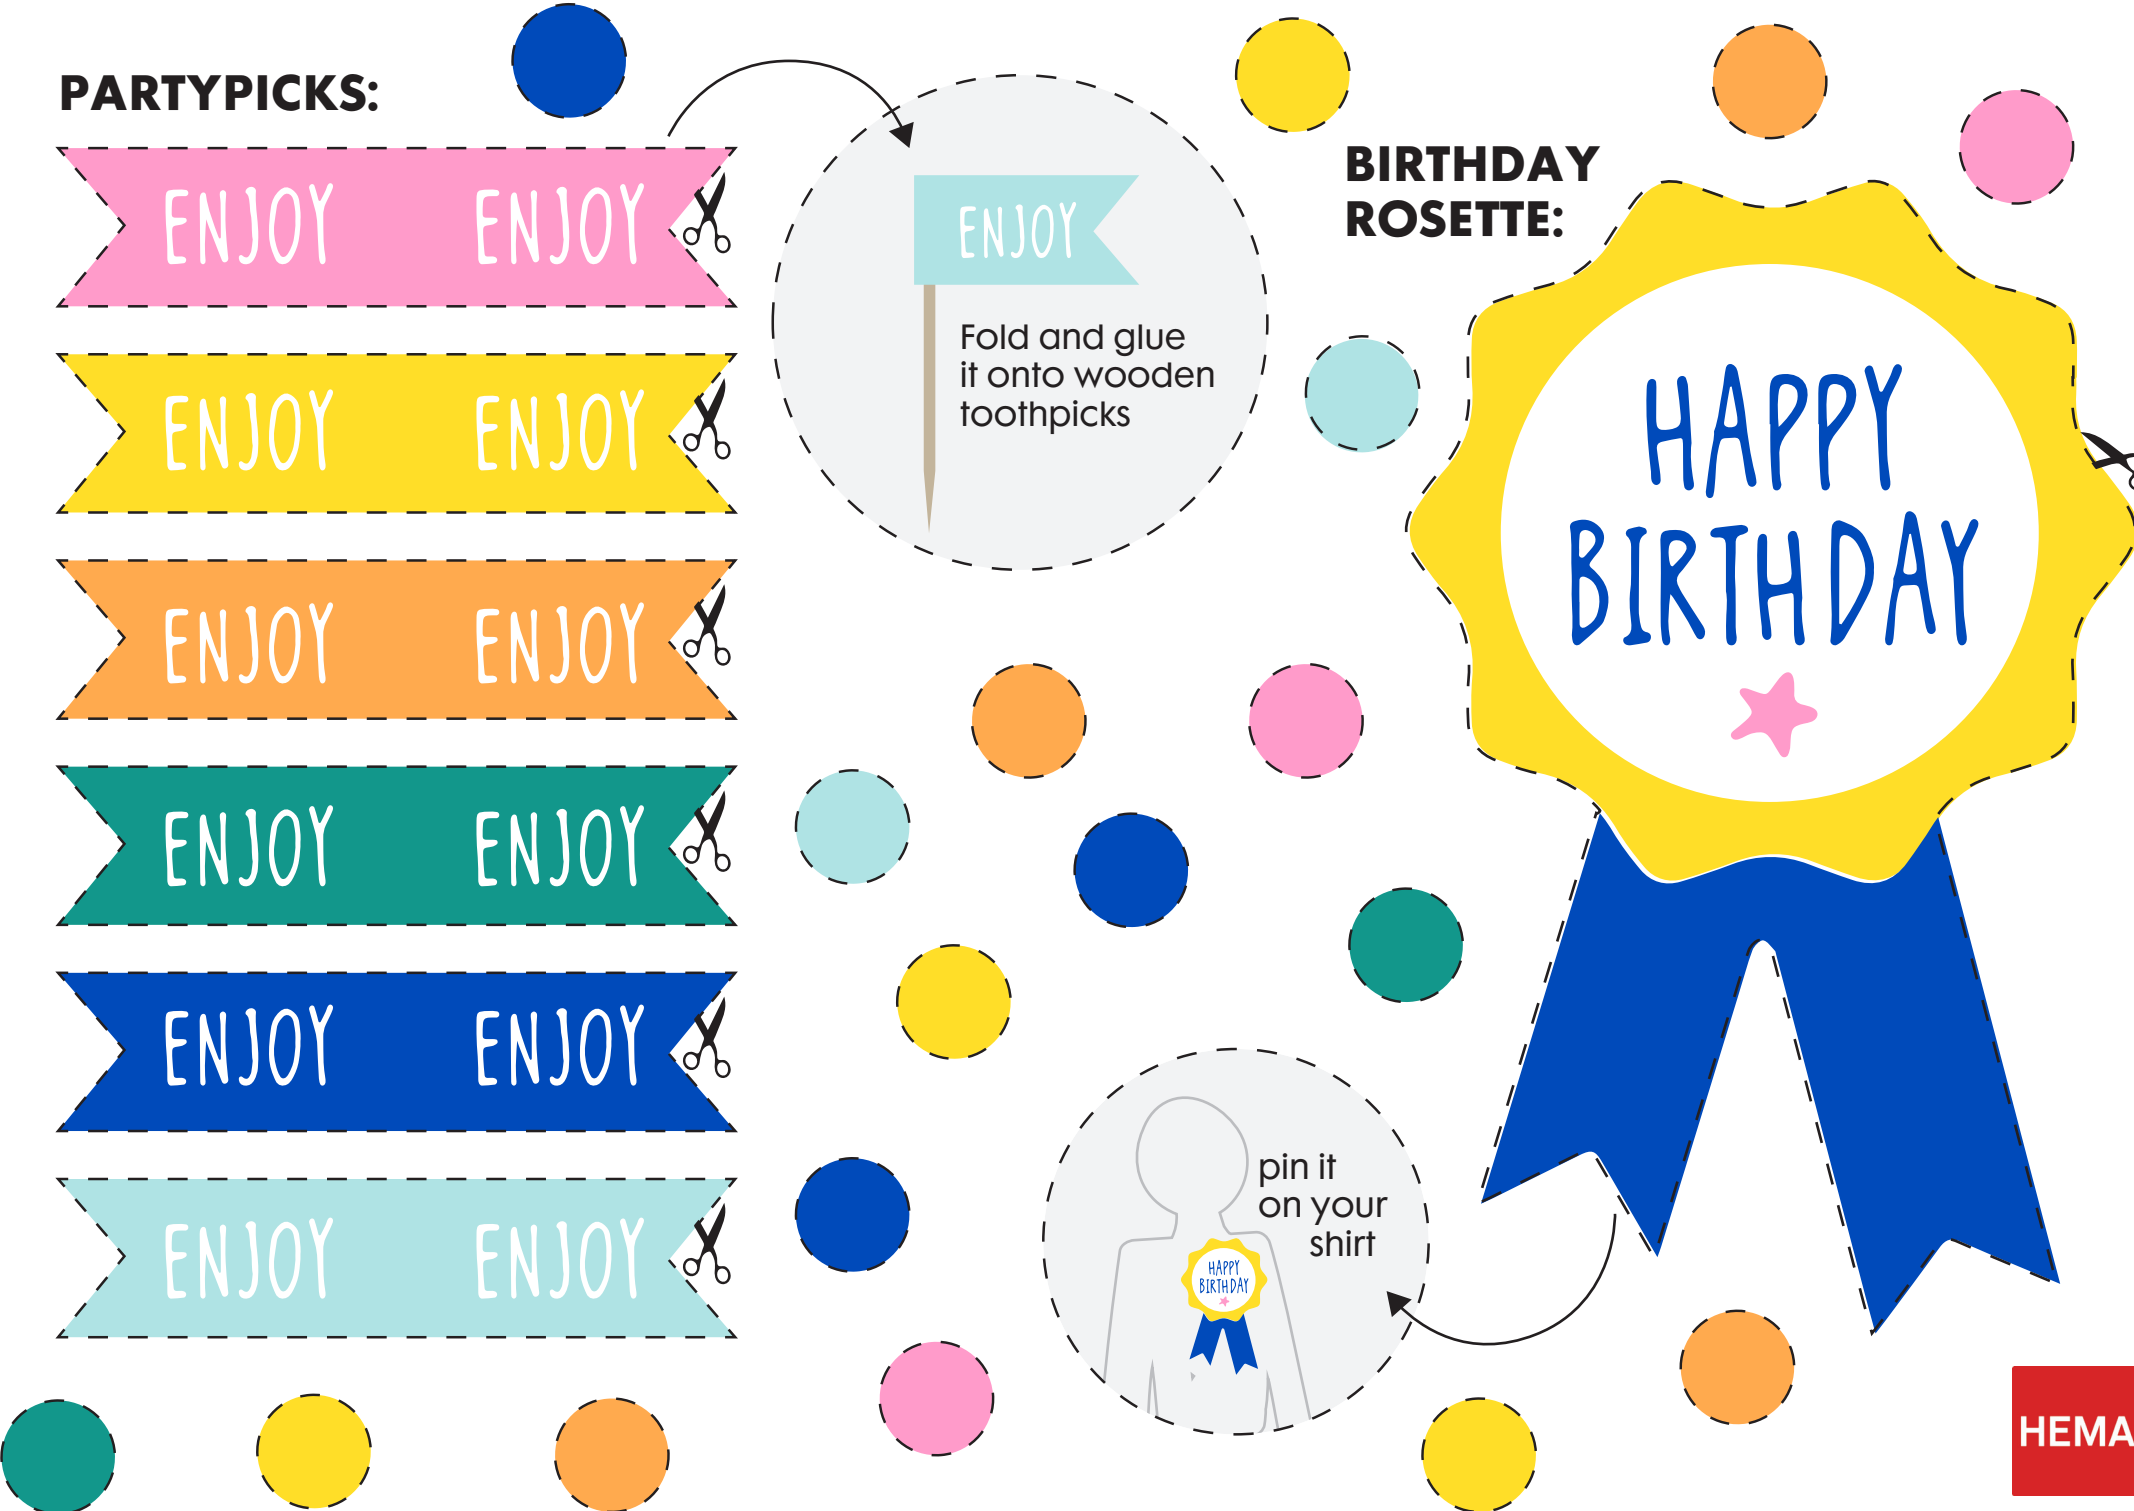 PARTYPICKS:
ENJOY ENJOY
ENJOY ENJOY
ENJOY ENJOY
ENJOY ENJOY
ENJOY ENJOY
ENJOY ENJOY
ENJOY
Fold and glue
it onto wooden
toothpicks
BIRTHDAY
ROSETTE:
HAPPY
BIRTHDAY
pin it
on your
shirt
HAPPY
BIRTHDAY
HEMA